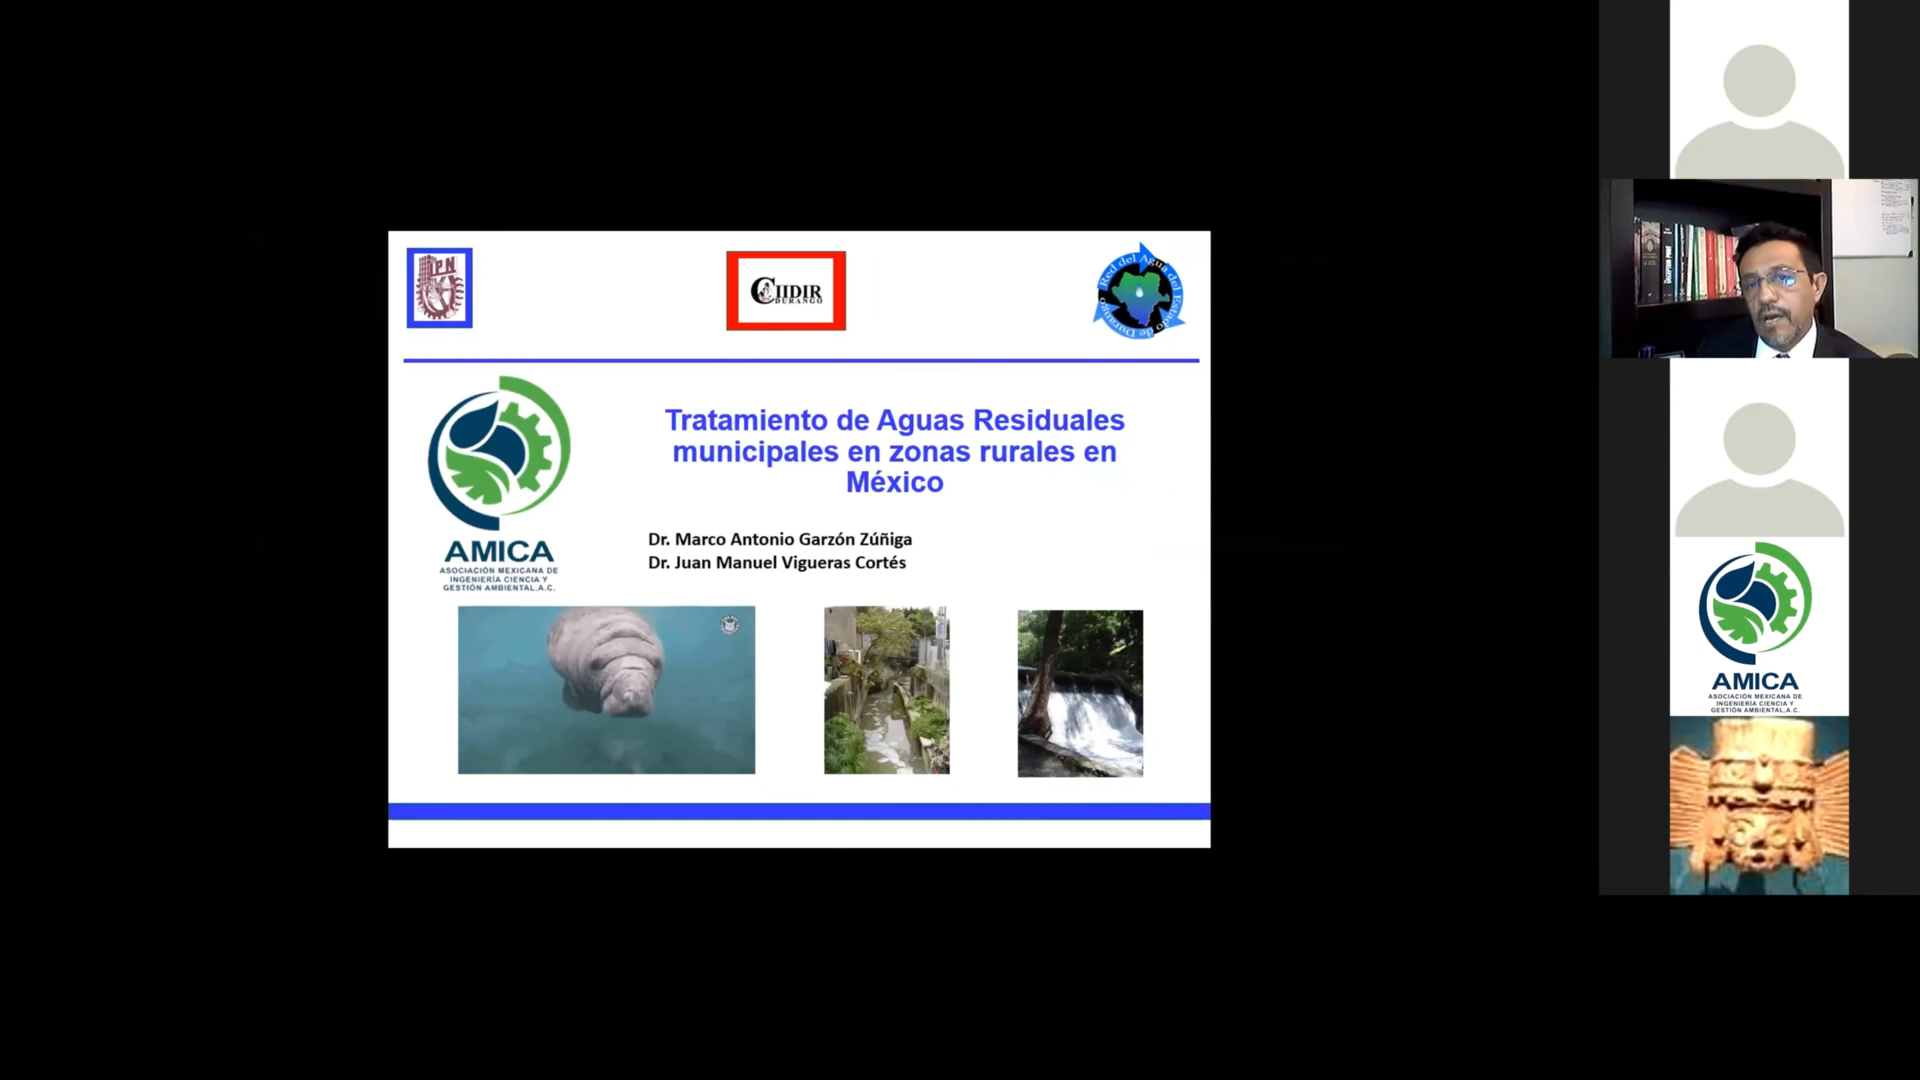 IPN
CIIDIR
DURANGO
Red del Agua del Estado de Durango
Tratamiento de Aguas Residuales
municipales en zonas rurales en
México
AMICA
ASOCIACIÓN MEXICANA DE
INGENIERÍA CIENCIA Y
GESTIÓN AMBIENTAL,A.C.
Dr. Marco Antonio Garzón Zúñiga
Dr. Juan Manuel Vigueras Cortés
AMICA
ASOCIACIÓN MEXICANA DE
INGENIERÍA CIENCIA Y
GESTIÓN AMBIENTAL,A.C.